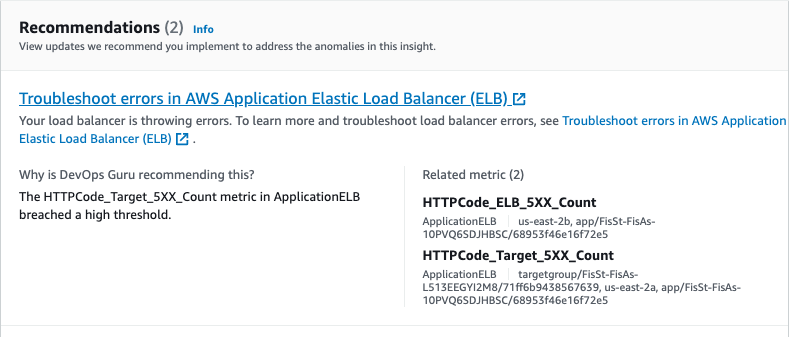 Recommendations (2) Info
View updates we recommend you implement to address the anomalies in this insight.
Troubleshoot errors in AWS Application Elastic Load Balancer (ELB)
Your load balancer is throwing errors. To learn more and troubleshoot load balancer errors, see Troubleshoot errors in AWS Application
Elastic Load Balancer (ELB) .
Why is DevOps Guru recommending this?
The HTTPCode_Target_5XX_Count metric in ApplicationELB
breached a high threshold.
Related metric (2)
HTTPCode_ELB_5XX_Count
ApplicationELB us-east-2b, app/FisSt-FisAs-
10PVQ6SDJHBSC/68953f46e16f72e5
HTTPCode_Target_5XX_Count
ApplicationELB targetgroup/FisSt-FisAs-
L513EEGYI2M8/71ff6b9438567639, us-east-2a, app/FisSt-FisAs-
10PVQ6SDJHBSC/68953f46e16f72e5